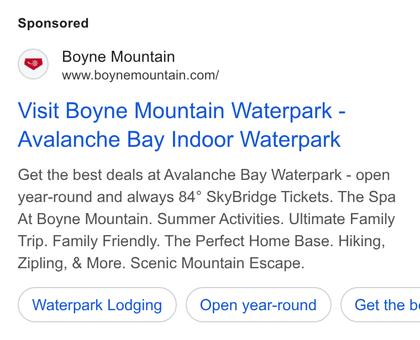 Sponsored
Boyne Mountain
www.boynemountain.com/
Visit Boyne Mountain Waterpark -
Avalanche Bay Indoor Waterpark
Get the best deals at Avalanche Bay Waterpark - open
year-round and always 84° SkyBridge Tickets. The Spa
At Boyne Mountain. Summer Activities. Ultimate Family
Trip. Family Friendly. The Perfect Home Base. Hiking,
Zipling, & More. Scenic Mountain Escape.
Waterpark Lodging Open year-round Get the